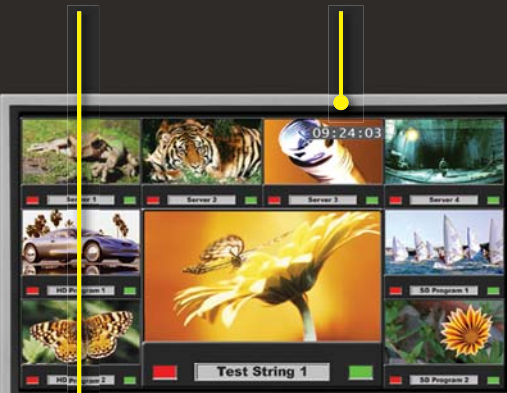 09:24:03
Server 1
Server 2
Server 3
Server 4
HD Program 1
SD Program 1
Test String 1
HD Program 2
SD Program 2